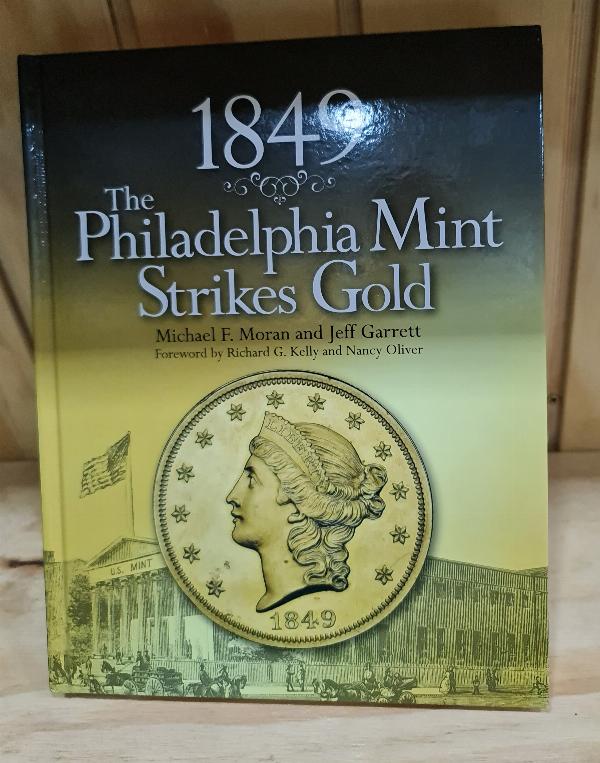 1849
The
Philadelphia Mint
Strikes Gold
Michael F. Moran and Jeff Garrett
Foreword by Richard G. Kelly and Nancy Oliver
LIBERTY
U.S. MINT
1849